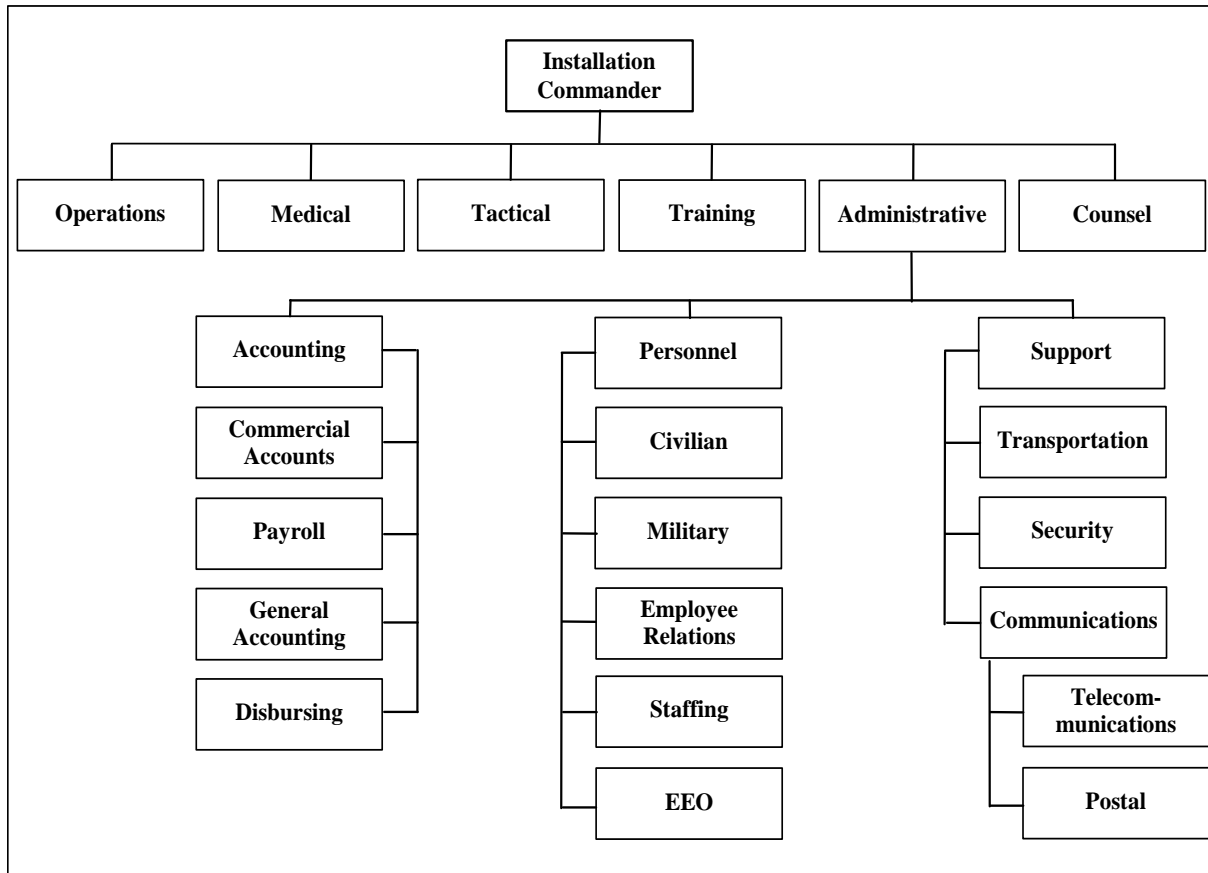 Installation
Commander
Operations
Medical
Tactical
Training
Administrative
Counsel
Accounting
Commercial
Accounts
Payroll
General
Accounting
Disbursing
Personnel
Civilian
Military
Employee
Relations
Staffing
EEO
Support
Transportation
Security
Communications
Telecom-
munications
Postal